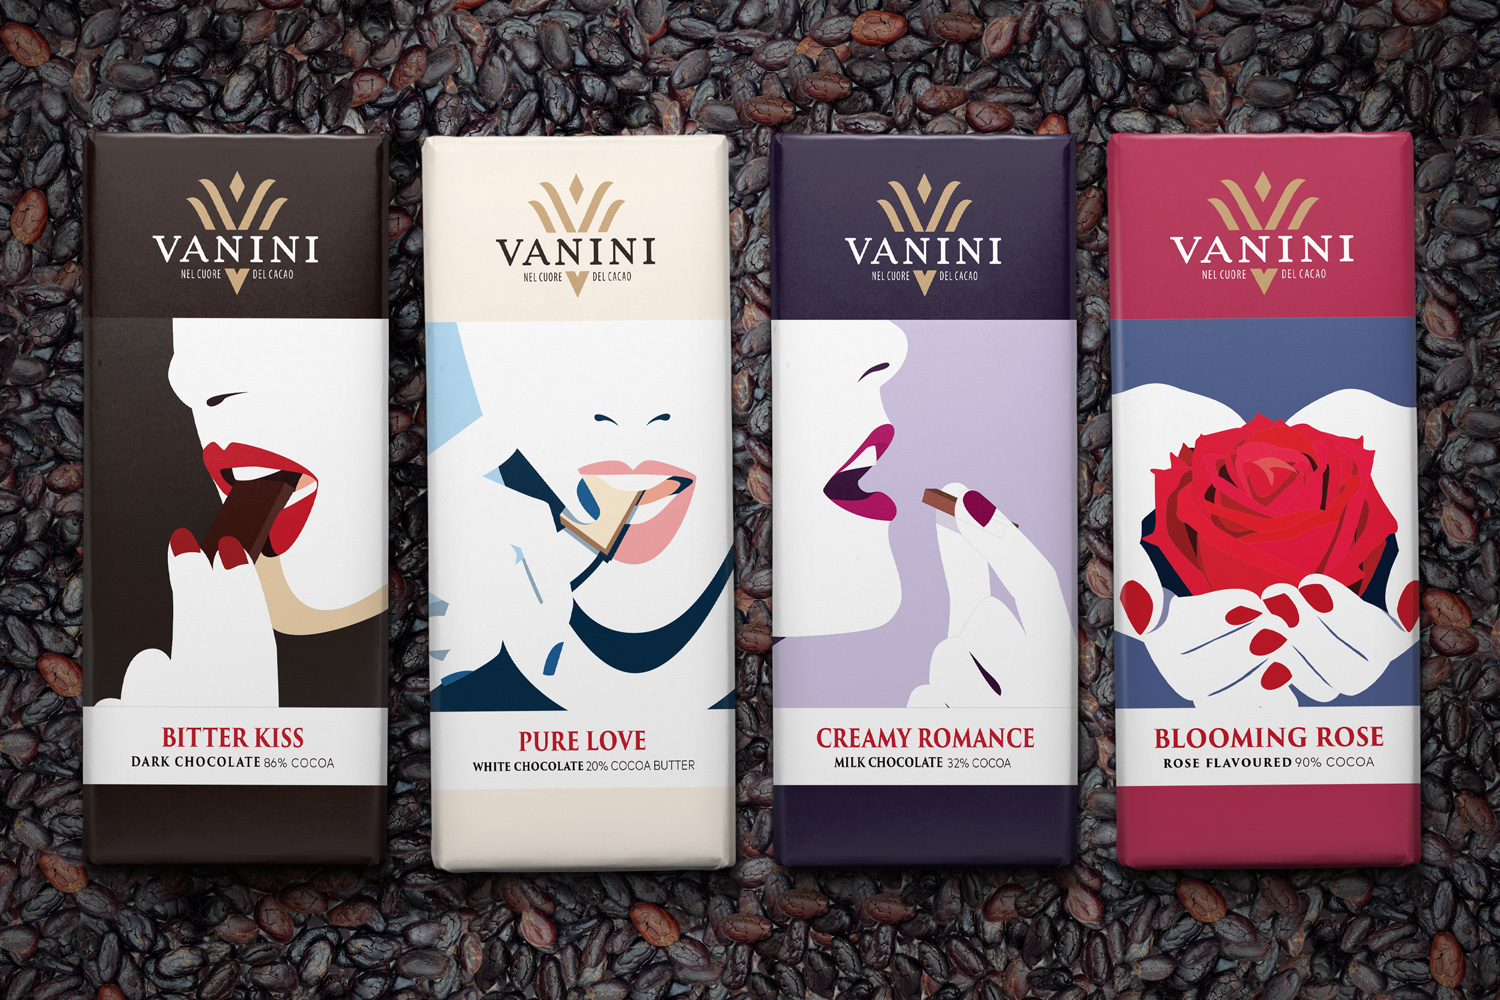 VANINI
NEL CUORE DEL CACAO
BITTER KISS
DARK CHOCOLATE 86% COCOA
VANINI
NEL CUORE DEL CACAO
PURE LOVE
WHITE CHOCOLATE 20% COCOA BUTTER
VANINI
NEL CUORE DEL CACAO
CREAMY ROMANCE
MILK CHOCOLATE 32% COCOA
VANINI
NEL CUORE DEL CACAO
BLOOMING ROSE
ROSE FLAVOURED 90% COCOA